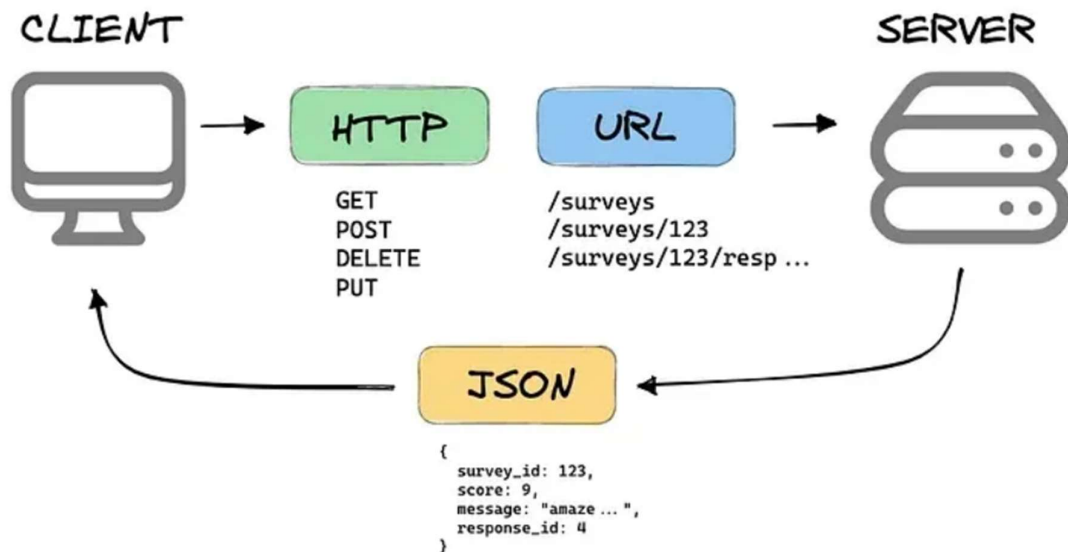 CLIENT
SERVER
HTTP
URL
GET
POST
DELETE
PUT
/surveys
/surveys/123
/surveys/123/resp ...
JSON
{
survey_id: 123,
score: 9,
message: "amaze ... ",
response_id: 4
}